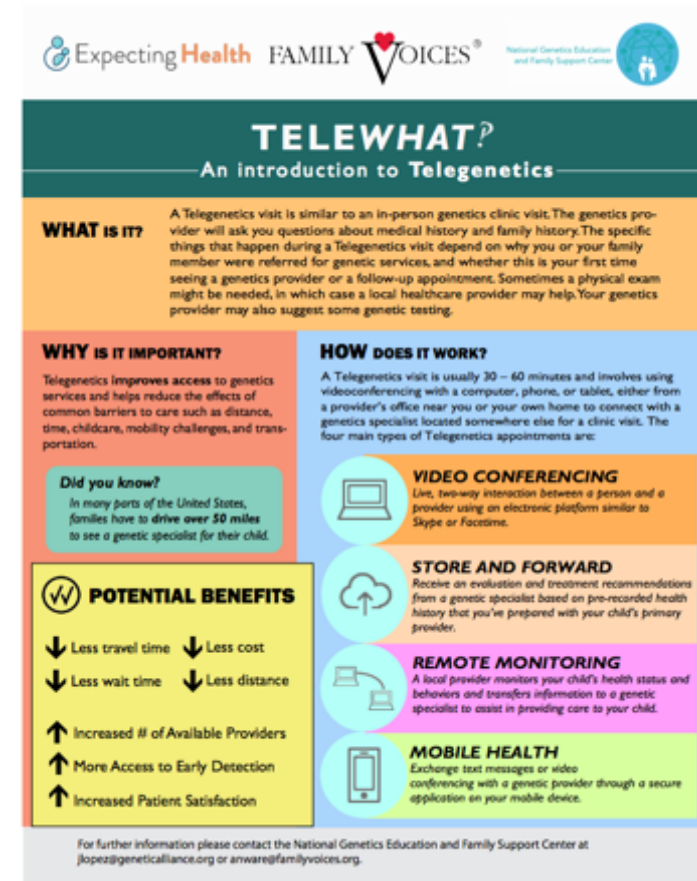 Expecting Health
FAMILY VOICES®
National Genetics Education
and Family Support Center
TELEWHAT?
An introduction to Telegenetics
WHAT IS IT?
A Telegenetics visit is similar to an in-person genetics clinic visit. The genetics pro-
vider will ask you questions about medical history and family history. The specific
things that happen during a Telegenetics visit depend on why you or your family
member were referred for genetic services, and whether this is your first time
seeing a genetics provider or a follow-up appointment. Sometimes a physical exam
might be needed, in which case a local healthcare provider may help. Your genetics
provider may also suggest some genetic testing.
WHY IS IT IMPORTANT?
Telegenetics improves access to genetics
services and helps reduce the effects of
common barriers to care such as distance,
time, childcare, mobility challenges, and trans-
portation.
Did you know?
In many parts of the United States,
families have to drive over 50 miles
to see a genetic specialist for their child.
POTENTIAL BENEFITS
Less travel time
Less cost
Less wait time
Less distance
Increased # of Available Providers
More Access to Early Detection
Increased Patient Satisfaction
HOW DOES IT WORK?
A Telegenetics visit is usually 30 – 60 minutes and involves using
videoconferencing with a computer, phone, or tablet, either from
a provider's office near you or your own home to connect with a
genetics specialist located somewhere else for a clinic visit. The
four main types of Telegenetics appointments are:
VIDEO CONFERENCING
Live, two-way interaction between a person and a
provider using an electronic platform similar to
Skype or Facetime.
STORE AND FORWARD
Receive an evaluation and treatment recommendations
from a genetic specialist based on pre-recorded health
history that you've prepared with your child's primary
provider.
REMOTE MONITORING
A local provider monitors your child's health status and
behaviors and transfers information to a genetic
specialist to assist in providing care to your child.
MOBILE HEALTH
Exchange text messages or video
conferencing with a genetic provider through a secure
application on your mobile device.
For further information please contact the National Genetics Education and Family Support Center at
jlopez@geneticalliance.org or anware@familyvoices.org.